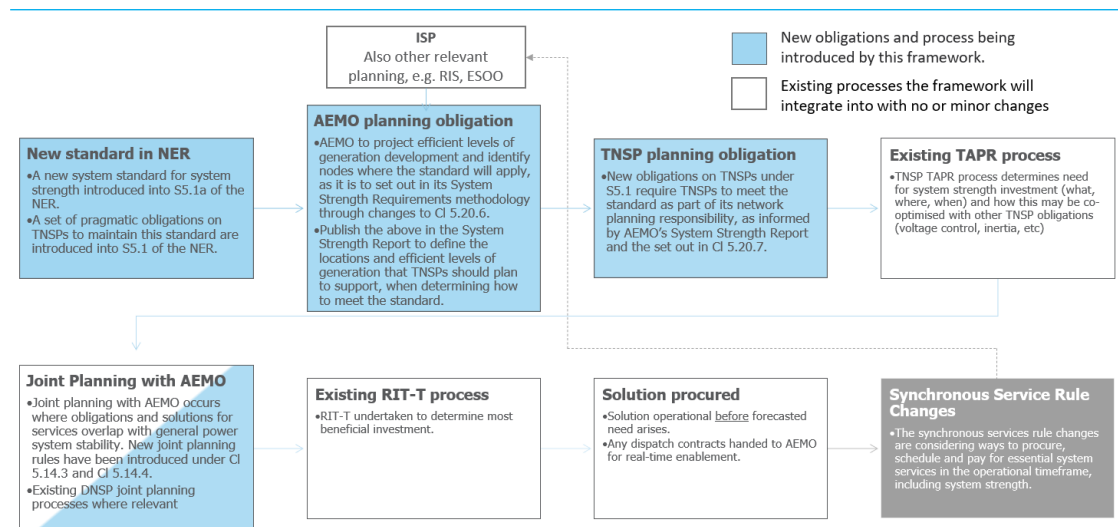 ISP
Also other relevant
planning, e.g. RIS, ESOO
New obligations and process being
introduced by this framework.
Existing processes the framework will
integrate into with no or minor changes
New standard in NER
•A new system standard for system
strength introduced into S5.1a of the
NER.
•A set of pragmatic obligations on
TNSPs to maintain this standard are
introduced into S5.1 of the NER.
AEMO planning obligation
•AEMO to project efficient levels of
generation development and identify
nodes where the standard will apply,
as it is to set out in its System
Strength Requirements methodology
through changes to Cl 5.20.6.
•Publish the above in the System
Strength Report to define the
locations and efficient levels of
generation that TNSPs should plan
to support, when determining how
to meet the standard.
TNSP planning obligation
•New obligations on TNSPs under
S5.1 require TNSPs to meet the
standard as part of its network
planning responsibility, as informed
by AEMO's System Strength Report
and the set out in Cl 5.20.7.
Existing TAPR process
•TNSP TAPR process determines need
for system strength investment (what,
where, when) and how this may be co-
optimised with other TNSP obligations
(voltage control, inertia, etc)
Joint Planning with AEMO
•Joint planning with AEMO occurs
where obligations and solutions for
services overlap with general power
system stability. New joint planning
rules have been introduced under Cl
5.14.3 and Cl 5.14.4.
•Existing DNSP joint planning
processes where relevant
Existing RIT-T process
•RIT-T undertaken to determine most
beneficial investment.
Solution procured
•Solution operational before forecasted
need arises.
•Any dispatch contracts handed to AEMO
for real-time enablement.
Synchronous Service Rule
Changes
•The synchronous services rule changes
are considering ways to procure,
schedule and pay for essential system
services in the operational timeframe,
including system strength.